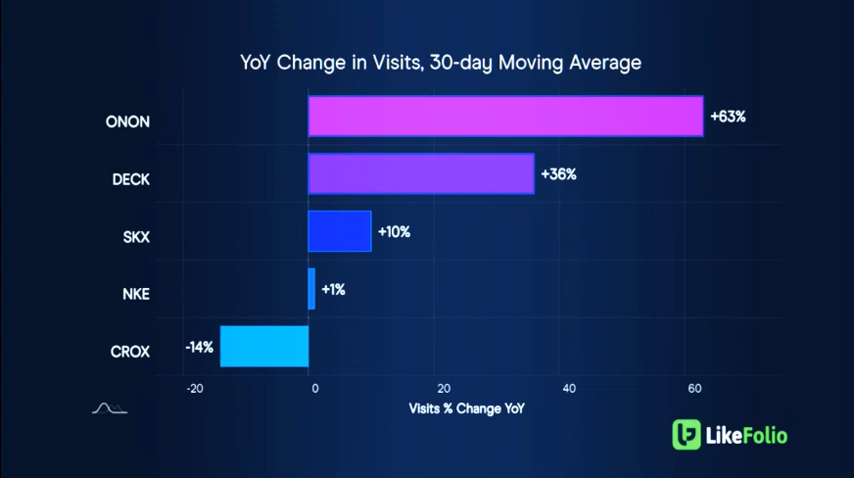 YoY Change in Visits, 30-day Moving Average
ONON +63%
DECK +36%
SKX +10%
NKE +1%
-14%
CROX
-20 0 20 40 60
Visits % Change YoY
LikeFolio